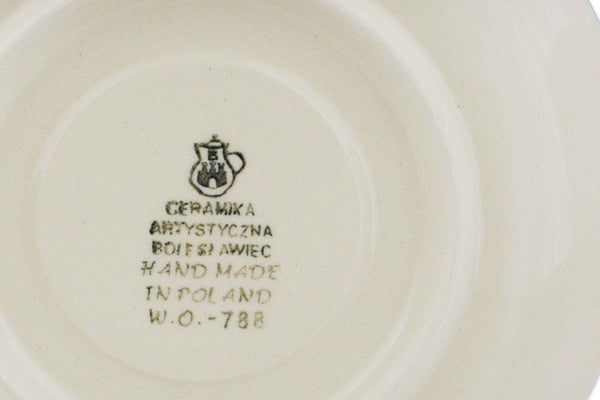 B
CERAMIKA
ARTYSTYCZNA
BOLESŁAWIEC
HAND MADE
IN POLAND
W.O.-788